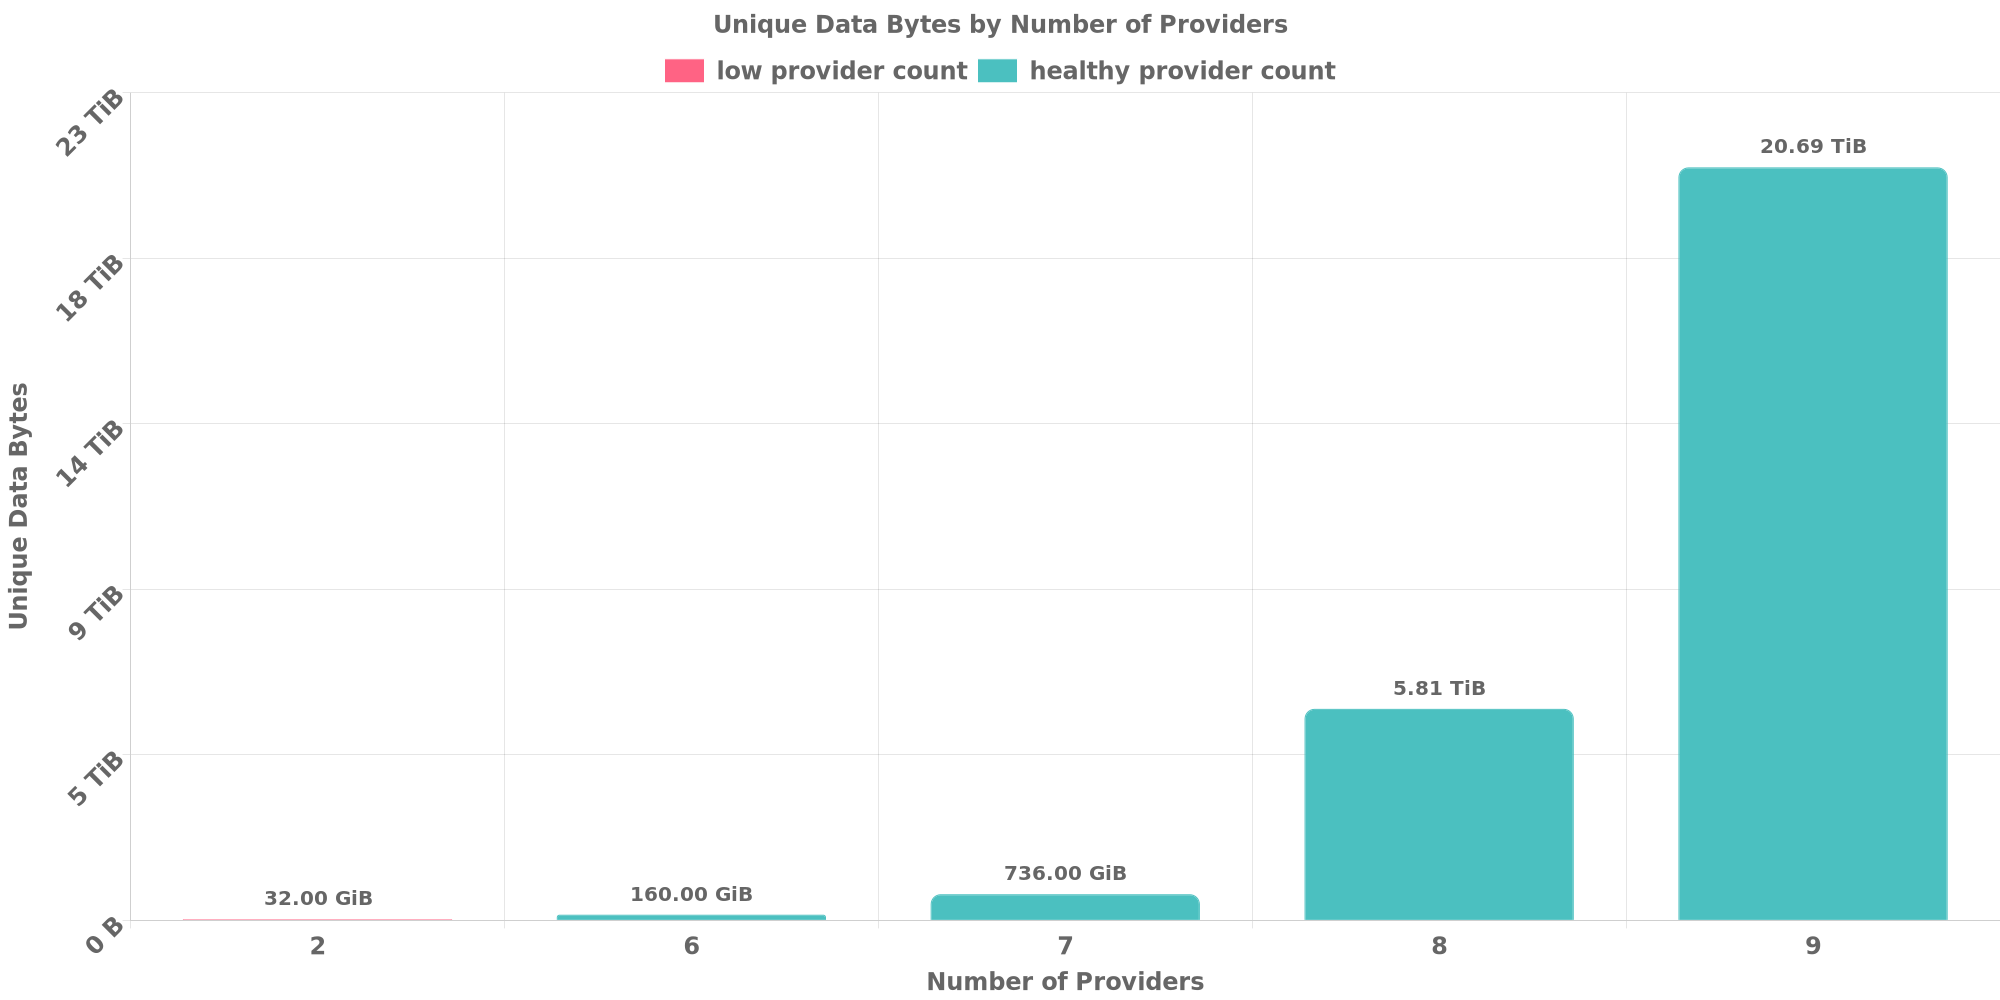 Unique Data Bytes by Number of Providers
low provider count healthy provider count
23 TiB
18 TiB
14 TiB
9 TiB
5 TiB
0 B
Unique Data Bytes
32.00 GiB
160.00 GiB
736.00 GiB
5.81 TiB
20.69 TiB
2 6 7 8 9
Number of Providers